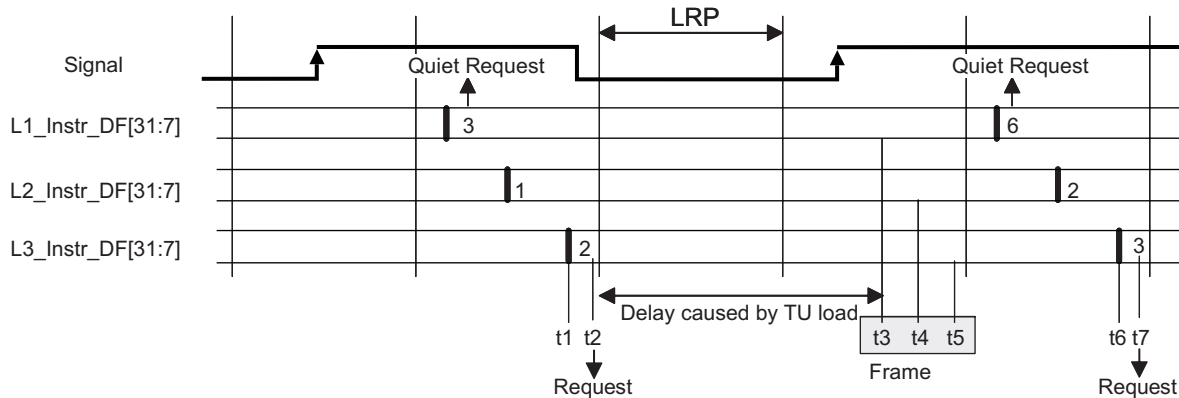 LRP
Signal
Quiet Request
Quiet Request
L1_Instr_DF[31:7]
3
6
L2_Instr_DF[31:7]
1
2
L3_Instr_DF[31:7]
2
3
Delay caused by TU load
t1 t2 t3 t4 t5 t6 t7
Frame
Request
Request